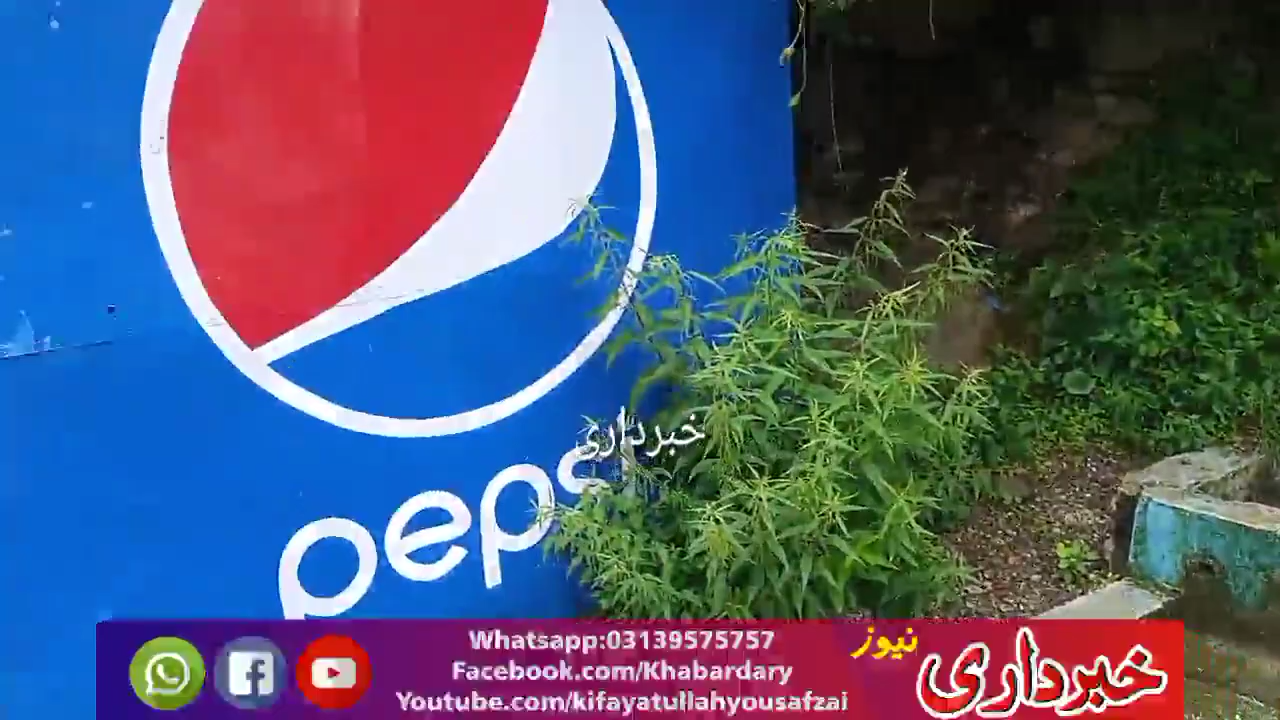 خبرداری
pepsi
Whatsapp:03139575757
Facebook.com/Khabardary
Youtube.com/kifayatullahyousafzai
نیوز
خبرداری